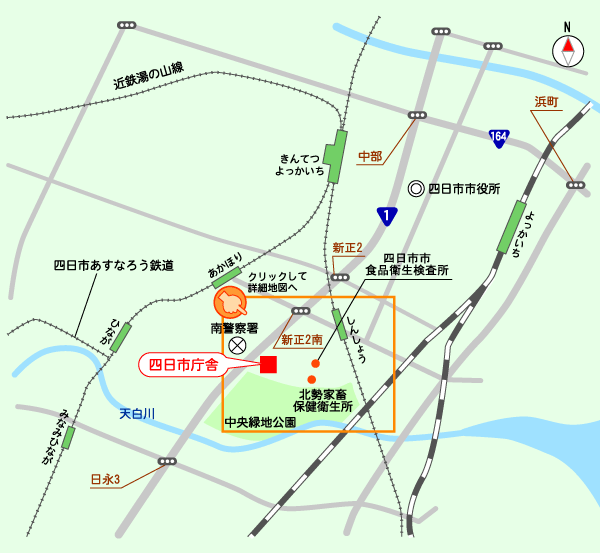 N
近鉄湯の山線
浜町
164
中部
きんてつ
よっかいち
四日市市役所
1
よっかいち
新正2
四日市市
食品衛生検査所
四日市あすなろう鉄道
あかほり
クリックして
詳細地図へ
ひなが
南警察署
新正2南
しんしょう
四日市庁舎
北勢家畜
保健衛生所
天白川
中央緑地公園
みなみひなが
日永3